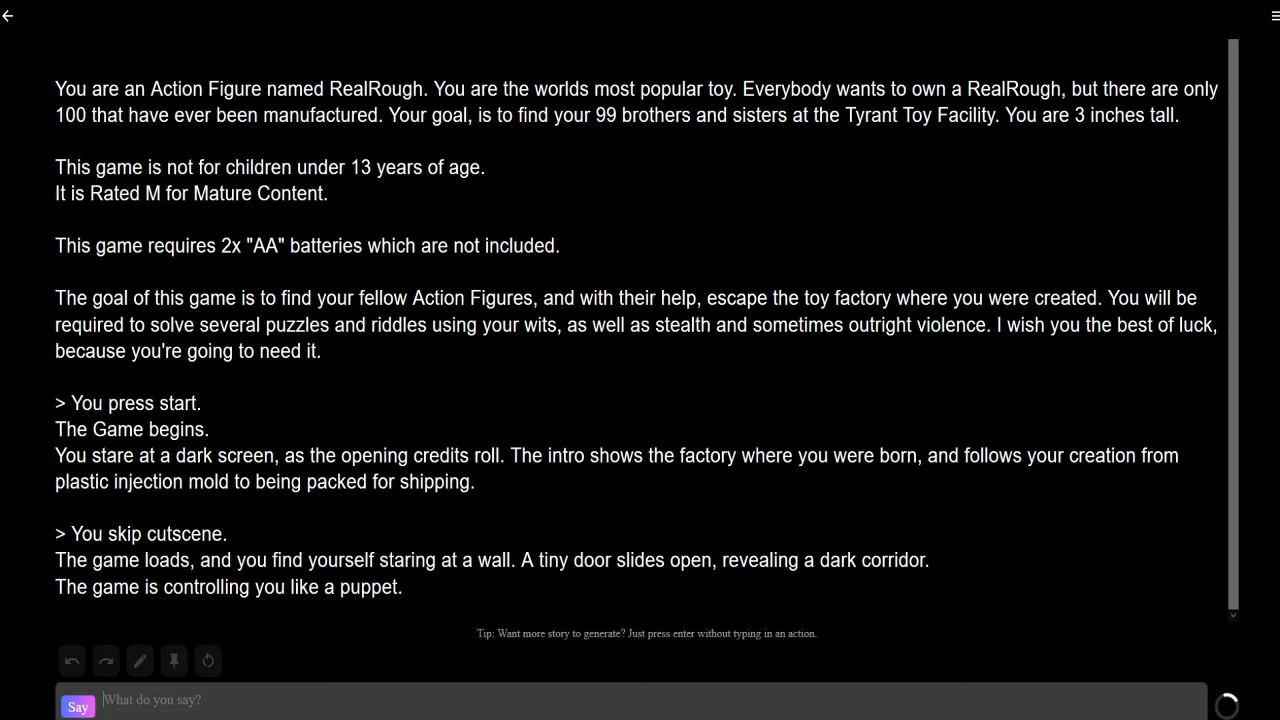 You are an Action Figure named RealRough. You are the worlds most popular toy. Everybody wants to own a RealRough, but there are only
100 that have ever been manufactured. Your goal, is to find your 99 brothers and sisters at the Tyrant Toy Facility. You are 3 inches tall.
This game is not for children under 13 years of age.
It is Rated M for Mature Content.
This game requires 2x "AA" batteries which are not included.
The goal of this game is to find your fellow Action Figures, and with their help, escape the toy factory where you were created. You will be
required to solve several puzzles and riddles using your wits, as well as stealth and sometimes outright violence. I wish you the best of luck,
because you're going to need it.
> You press start.
The Game begins.
You stare at a dark screen, as the opening credits roll. The intro shows the factory where you were born, and follows your creation from
plastic injection mold to being packed for shipping.
> You skip cutscene.
The game loads, and you find yourself staring at a wall. A tiny door slides open, revealing a dark corridor.
The game is controlling you like a puppet.
Tip: Want more story to generate? Just press enter without typing in an action.
Say What do you say?